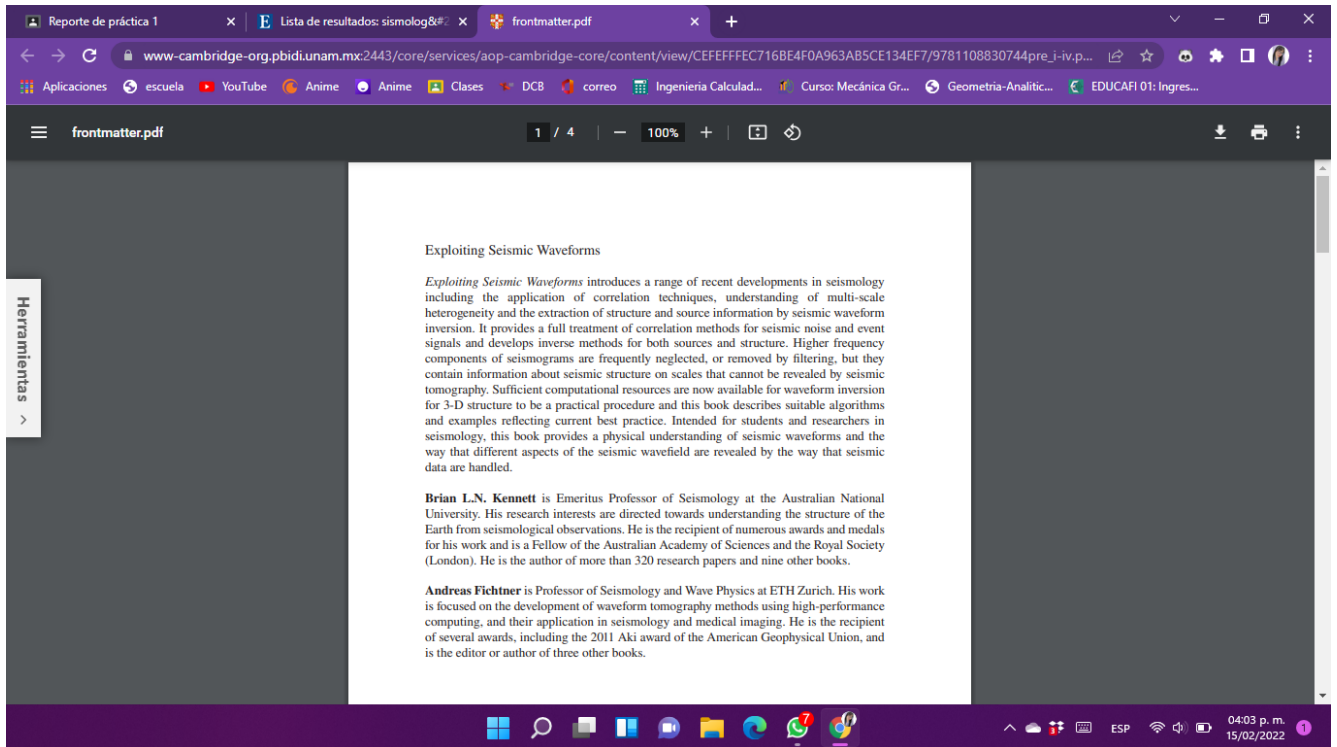 Reporte de práctica 1
E Lista de resultados: sismolog&#2
frontmatter.pdf
www-cambridge-org.pbidi.unam.mx:2443/core/services/aop-cambridge-core/content/view/CEFEFFFEC716BE4F0A963AB5CE134EF7/9781108830744pre_i-iv.p...
Aplicaciones escuela YouTube Anime Anime Clases DCB correo Ingenieria Calculad... Curso: Mecánica Gr... Geometria-Analitic... EDUCAFI 01: Ingres...
frontmatter.pdf 1 / 4 100%
Herramientas
Exploiting Seismic Waveforms
Exploiting Seismic Waveforms introduces a range of recent developments in seismology
including the application of correlation techniques, understanding of multi-scale
heterogeneity and the extraction of structure and source information by seismic waveform
inversion. It provides a full treatment of correlation methods for seismic noise and event
signals and develops inverse methods for both sources and structure. Higher frequency
components of seismograms are frequently neglected, or removed by filtering, but they
contain information about seismic structure on scales that cannot be revealed by seismic
tomography. Sufficient computational resources are now available for waveform inversion
for 3-D structure to be a practical procedure and this book describes suitable algorithms
and examples reflecting current best practice. Intended for students and researchers in
seismology, this book provides a physical understanding of seismic waveforms and the
way that different aspects of the seismic wavefield are revealed by the way that seismic
data are handled.
Brian L.N. Kennett is Emeritus Professor of Seismology at the Australian National
University. His research interests are directed towards understanding the structure of the
Earth from seismological observations. He is the recipient of numerous awards and medals
for his work and is a Fellow of the Australian Academy of Sciences and the Royal Society
(London). He is the author of more than 320 research papers and nine other books.
Andreas Fichtner is Professor of Seismology and Wave Physics at ETH Zurich. His work
is focused on the development of waveform tomography methods using high-performance
computing, and their application in seismology and medical imaging. He is the recipient
of several awards, including the 2011 Aki award of the American Geophysical Union, and
is the editor or author of three other books.
7
3
ESP
04:03 p. m.
15/02/2022
1